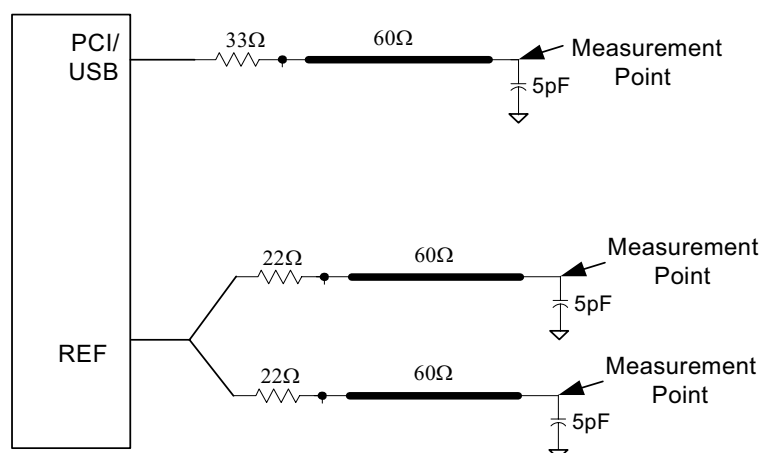 PCI/
USB
33Ω
60Ω
Measurement
Point
5pF
REF
22Ω
60Ω
Measurement
Point
5pF
22Ω
60Ω
Measurement
Point
5pF